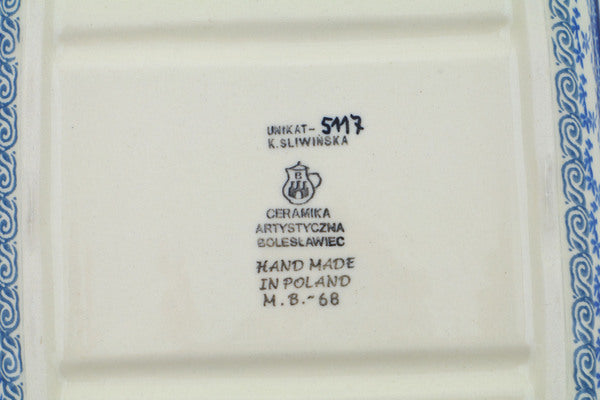 UNIKAT- 5117
K. SLIWIŃSKA
B
CERAMIKA
ARTYSTYCZNA
BOLESŁAWIEC
HAND MADE
IN POLAND
M.B.-68